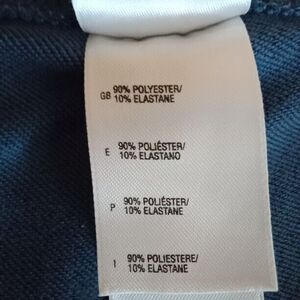 GB 90% POLYESTER/
10% ELASTANE
E 90% POLIÉSTER/
10% ELASTANO
P 90% POLIÉSTER/
10% ELASTANE
I 90% POLIESTERE/
10% ELASTANE